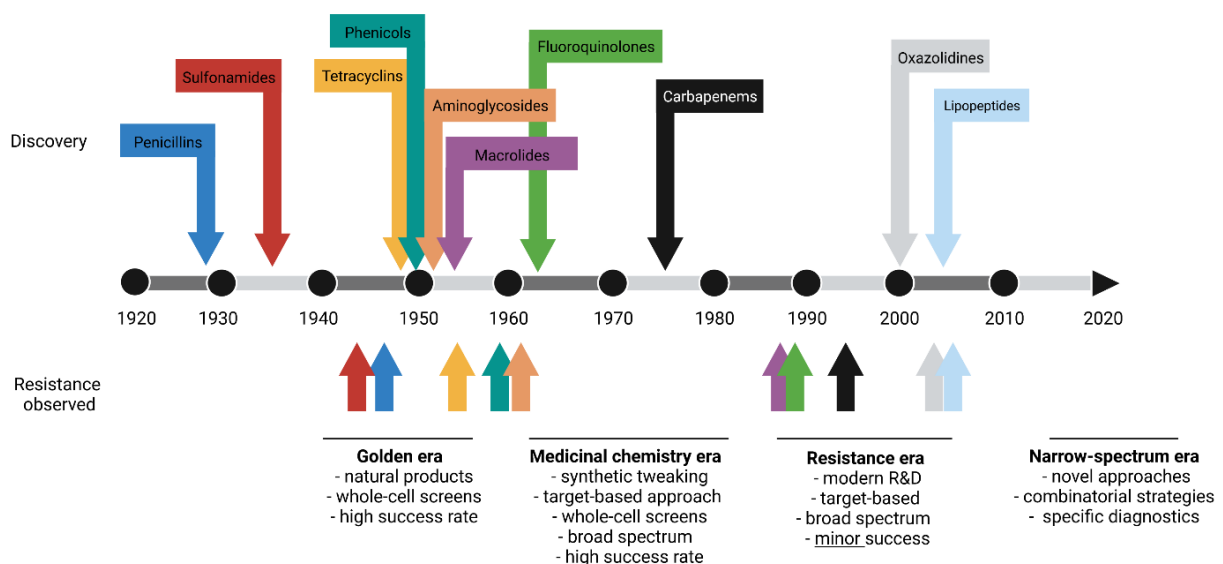 Phenicols
Fluoroquinolones
Sulfonamides
Tetracyclins
Oxazolidines
Aminoglycosides
Carbapenems
Lipopeptides
Discovery
Penicillins
Macrolides
1920
1930
1940
1950
1960
1970
1980
1990
2000
2010
2020
Resistance
observed
Golden era
- natural products
- whole-cell screens
- high success rate
Medicinal chemistry era
- synthetic tweaking
- target-based approach
- whole-cell screens
- broad spectrum
- high success rate
Resistance era
- modern R&D
- target-based
- broad spectrum
- minor success
Narrow-spectrum era
- novel approaches
- combinatorial strategies
- specific diagnostics